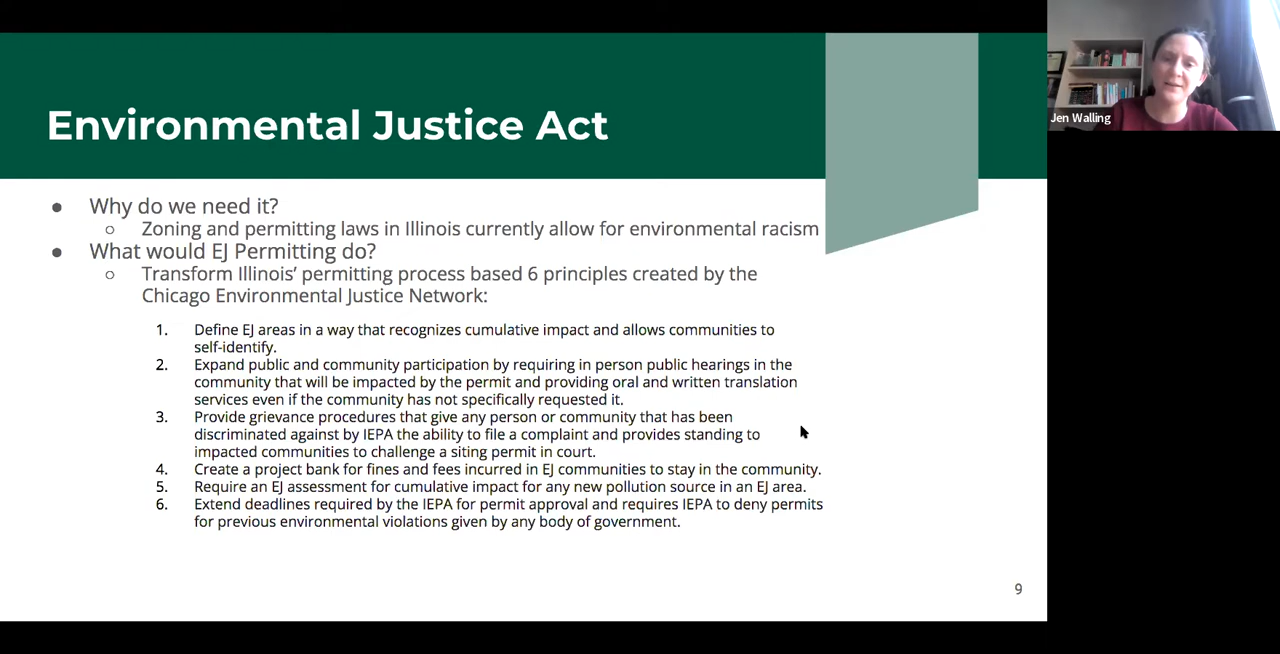 Environmental Justice Act
Jen Walling
● Why do we need it?
○ Zoning and permitting laws in Illinois currently allow for environmental racism
● What would EJ Permitting do?
○ Transform Illinois’ permitting process based 6 principles created by the
Chicago Environmental Justice Network:
1. Define EJ areas in a way that recognizes cumulative impact and allows communities to
self-identify.
2. Expand public and community participation by requiring in person public hearings in the
community that will be impacted by the permit and providing oral and written translation
services even if the community has not specifically requested it.
3. Provide grievance procedures that give any person or community that has been
discriminated against by IEPA the ability to file a complaint and provides standing to
impacted communities to challenge a siting permit in court.
4. Create a project bank for fines and fees incurred in EJ communities to stay in the community.
5. Require an EJ assessment for cumulative impact for any new pollution source in an EJ area.
6. Extend deadlines required by the IEPA for permit approval and requires IEPA to deny permits
for previous environmental violations given by any body of government.
9